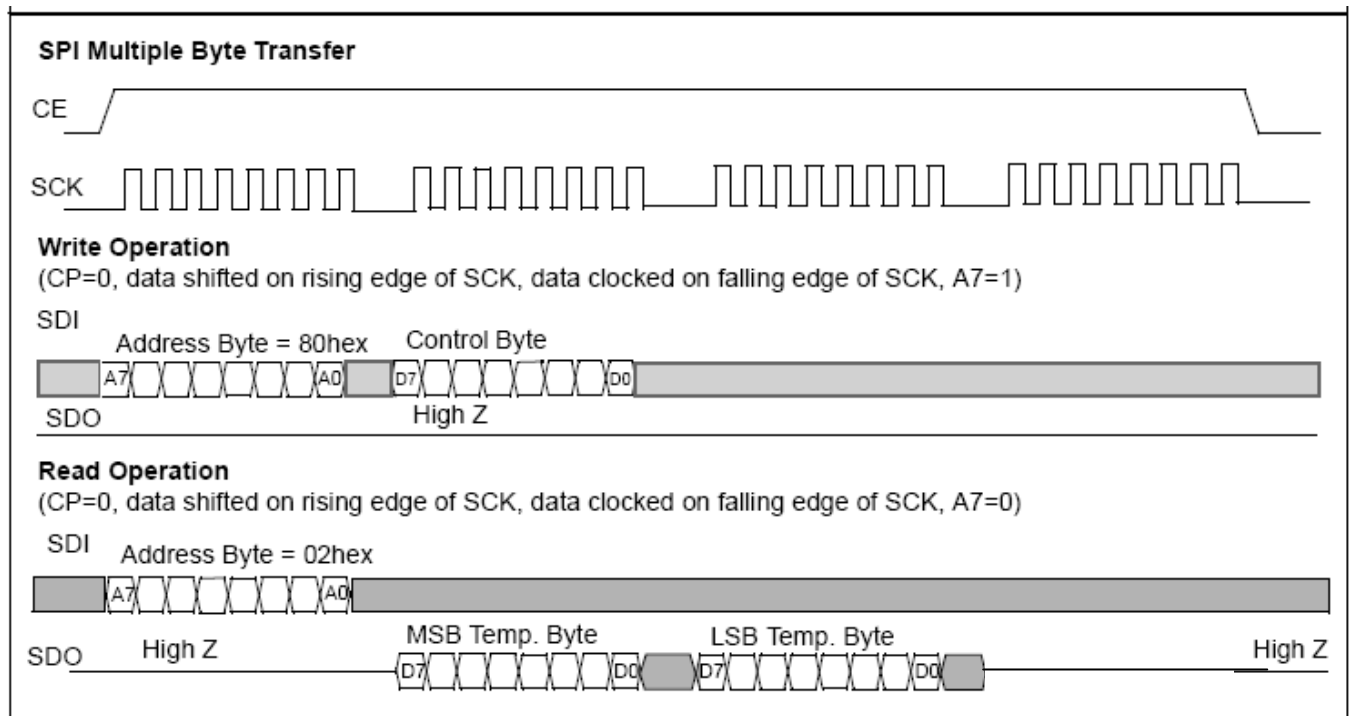 SPI Multiple Byte Transfer
CE
SCK
Write Operation
(CP=0, data shifted on rising edge of SCK, data clocked on falling edge of SCK, A7=1)
SDI
Address Byte = 80hex Control Byte
A7 A0 D7 D0
SDO High Z
Read Operation
(CP=0, data shifted on rising edge of SCK, data clocked on falling edge of SCK, A7=0)
SDI
Address Byte = 02hex
A7 A0
MSB Temp. Byte LSB Temp. Byte
SDO High Z High Z
D7 D0 D7 D0